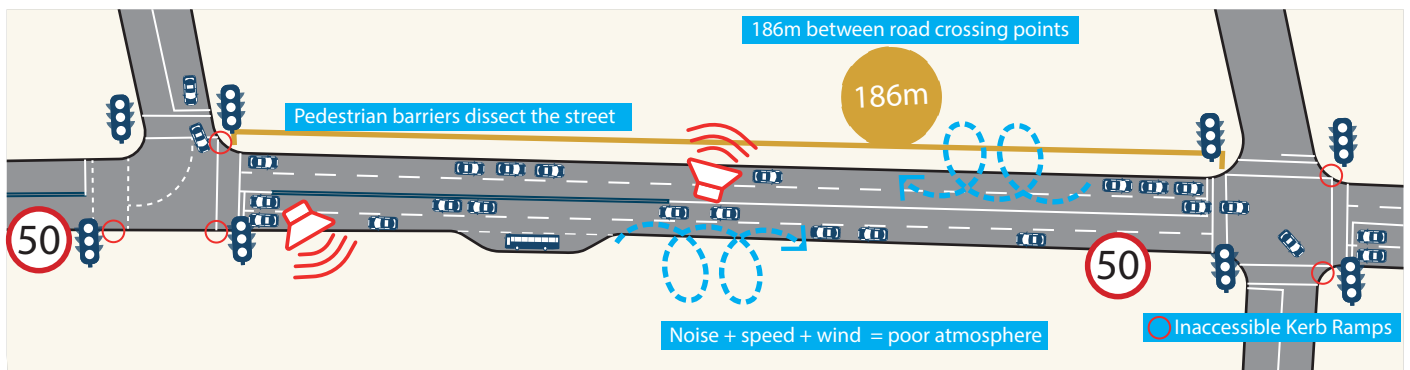 186m between road crossing points
186m
Pedestrian barriers dissect the street
50
50
Noise + speed + wind = poor atmosphere
Inaccessible Kerb Ramps